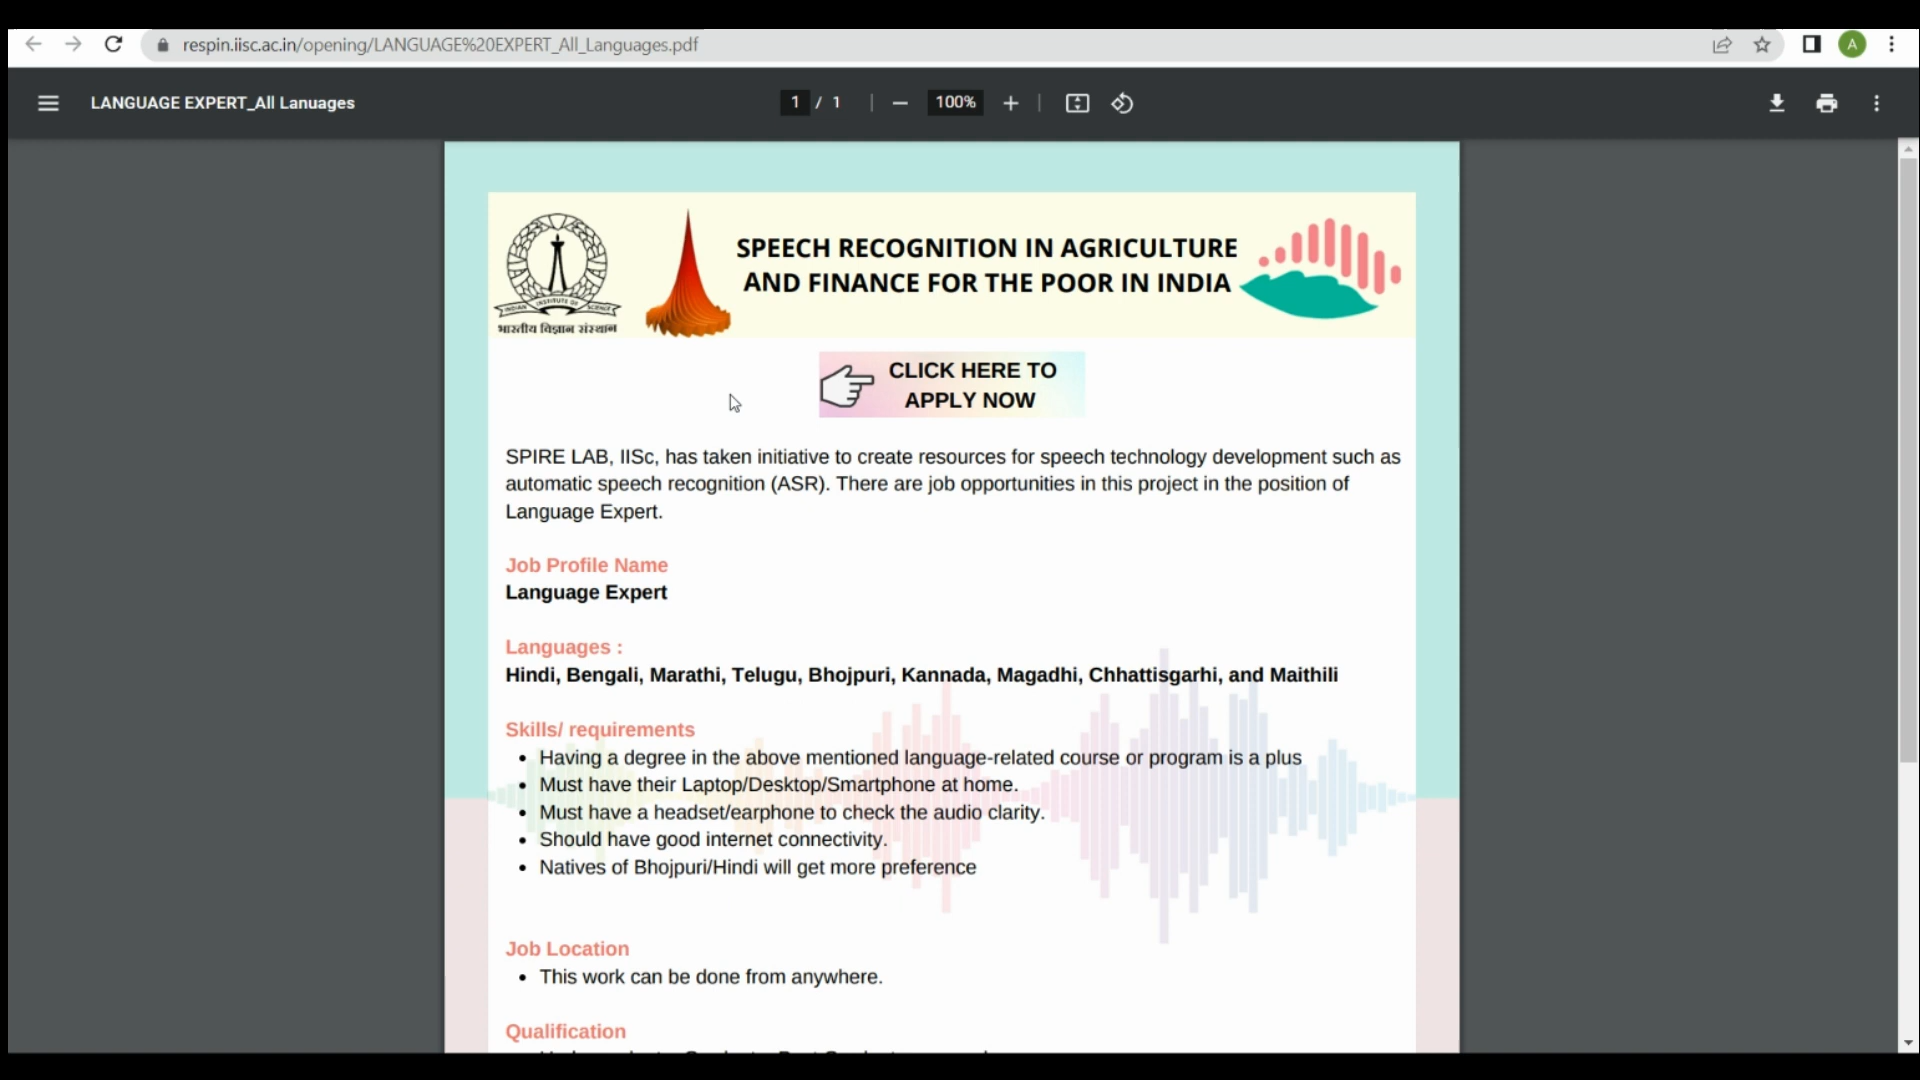 respin.iisc.ac.in/opening/LANGUAGE%20EXPERT_All_Languages.pdf
A
LANGUAGE EXPERT_All Lanuages
1 / 1
100%
SPEECH RECOGNITION IN AGRICULTURE
AND FINANCE FOR THE POOR IN INDIA
INDIAN INSTITUTE OF SCIENCE
भारतीय विज्ञान संस्थान
CLICK HERE TO
APPLY NOW
SPIRE LAB, IISc, has taken initiative to create resources for speech technology development such as
automatic speech recognition (ASR). There are job opportunities in this project in the position of
Language Expert.
Job Profile Name
Language Expert
Languages :
Hindi, Bengali, Marathi, Telugu, Bhojpuri, Kannada, Magadhi, Chhattisgarhi, and Maithili
Skills/ requirements
• Having a degree in the above mentioned language-related course or program is a plus
• Must have their Laptop/Desktop/Smartphone at home.
• Must have a headset/earphone to check the audio clarity.
• Should have good internet connectivity.
• Natives of Bhojpuri/Hindi will get more preference
Job Location
• This work can be done from anywhere.
Qualification